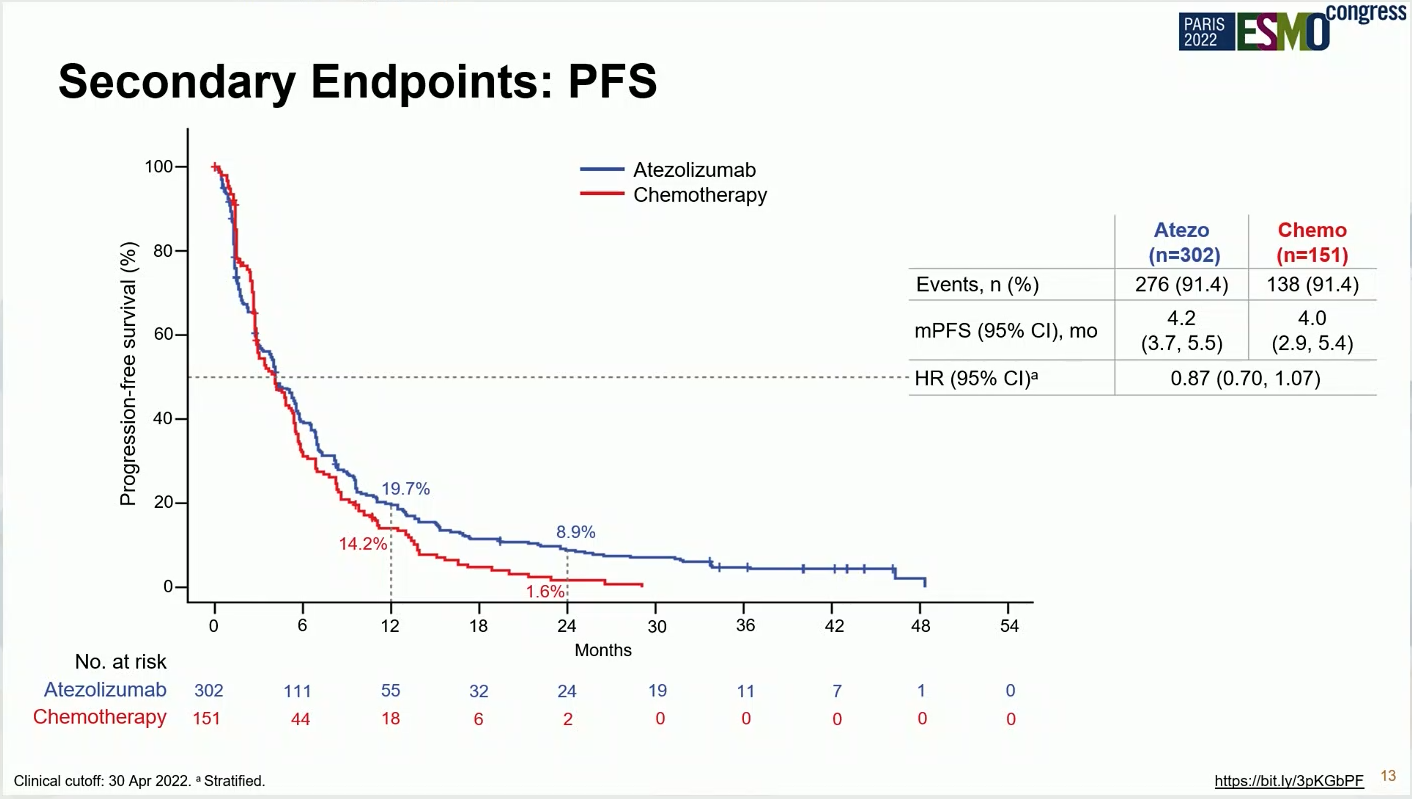 PARIS
2022
ESMO
congress
Secondary Endpoints: PFS
Progression-free survival (%)
100
80
60
40
20
0
Atezolizumab
Chemotherapy
19.7%
14.2%
8.9%
1.6%
0 6 12 18 24 30 36 42 48 54
Months
Atezo Chemo
(n=302) (n=151)
Events, n (%) 276 (91.4) 138 (91.4)
mPFS (95% CI), mo 4.2 (3.7, 5.5) 4.0 (2.9, 5.4)
HR (95% CI)ᵃ 0.87 (0.70, 1.07)
No. at risk
Atezolizumab 302 111 55 32 24 19 11 7 1 0
Chemotherapy 151 44 18 6 2 0 0 0 0 0
Clinical cutoff: 30 Apr 2022. ᵃ Stratified.
https://bit.ly/3pKGbPF 13